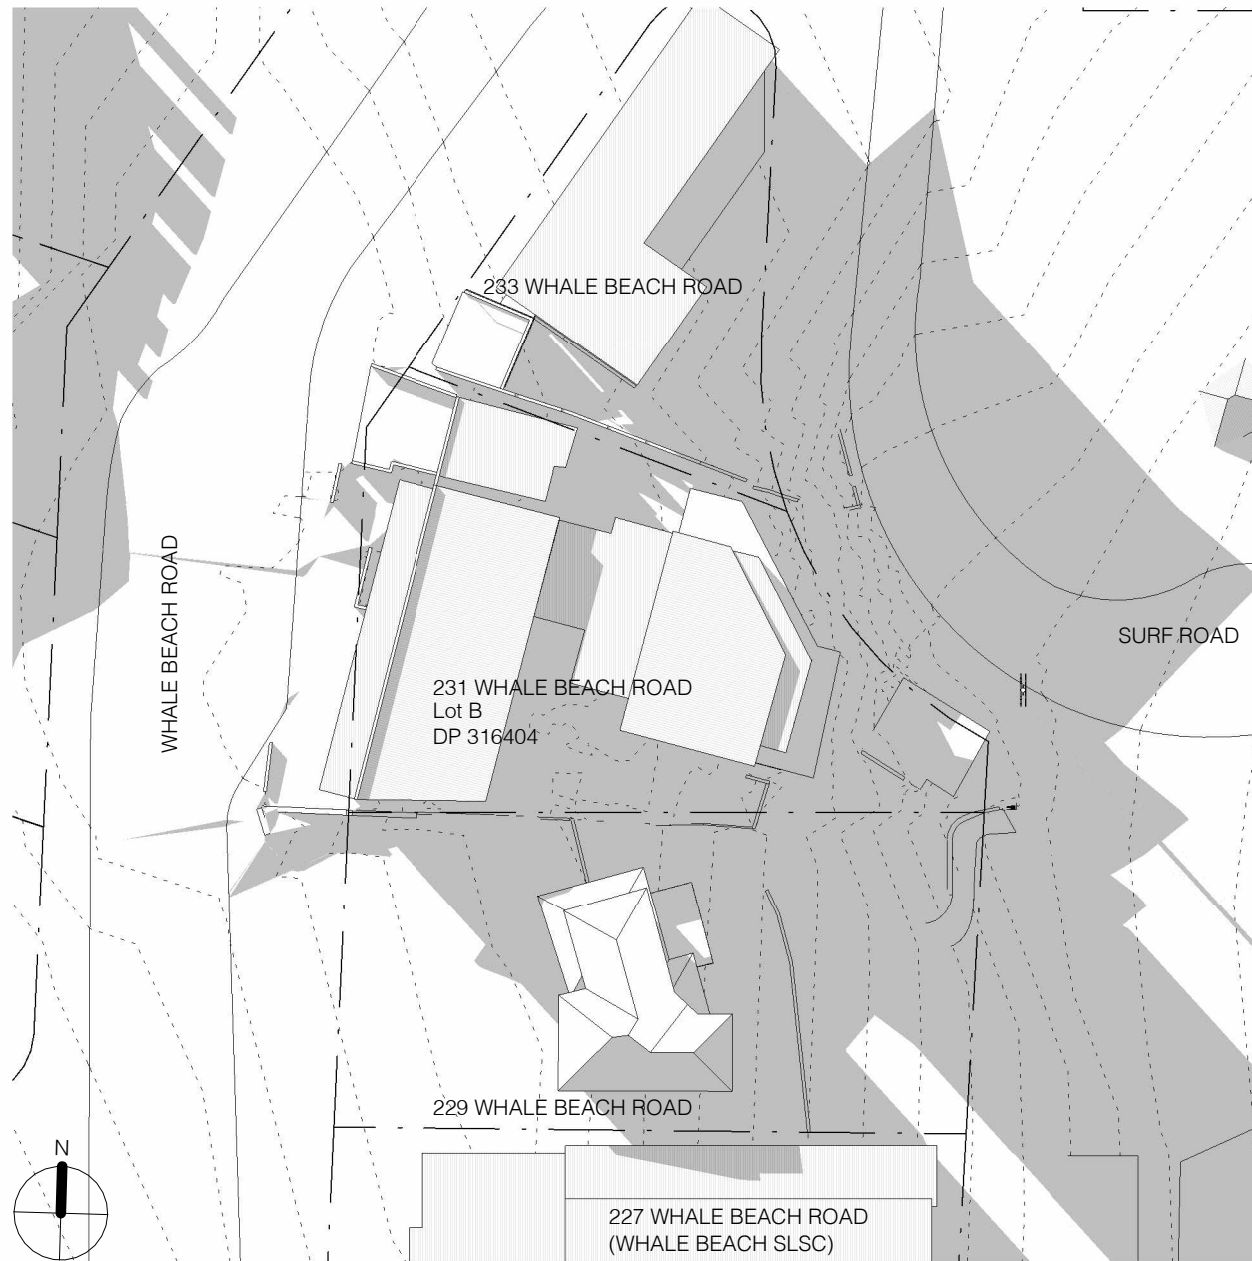 233 WHALE BEACH ROAD
WHALE BEACH ROAD
SURF ROAD
231 WHALE BEACH ROAD
Lot B
DP 316404
229 WHALE BEACH ROAD
N
227 WHALE BEACH ROAD
(WHALE BEACH SLSC)